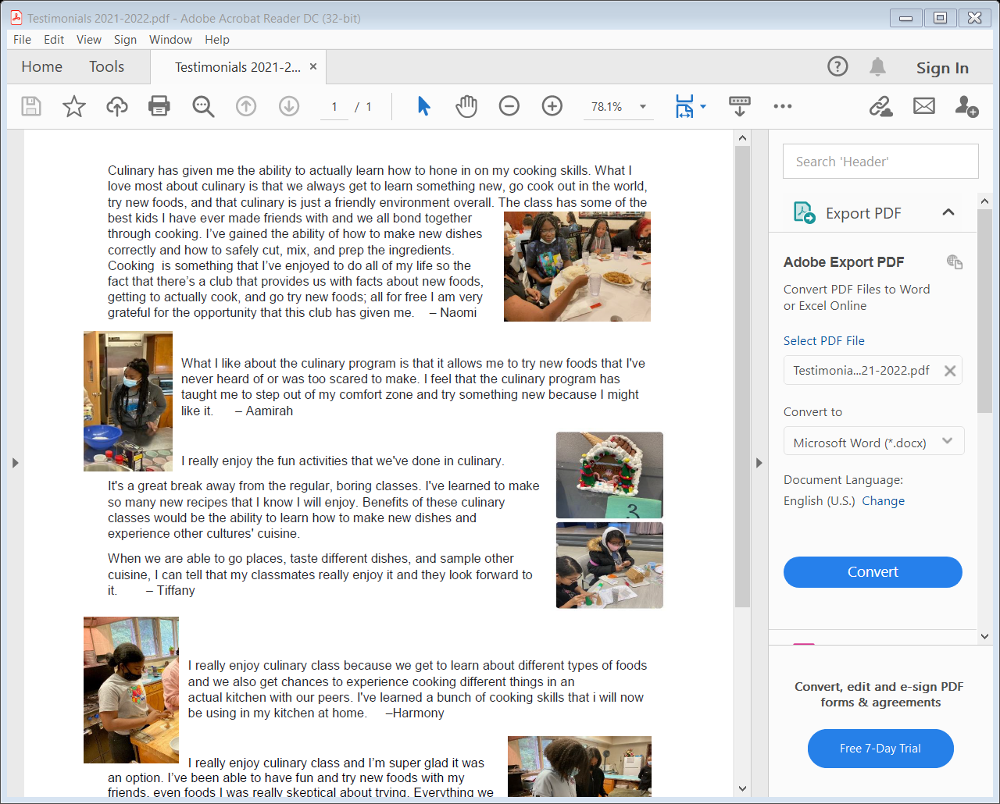 Testimonials 2021-2022.pdf - Adobe Acrobat Reader DC (32-bit)
File Edit View Sign Window Help
Home Tools Testimonials 2021-2... × Sign In
1 / 1 78.1%
Culinary has given me the ability to actually learn how to hone in on my cooking skills. What I
love most about culinary is that we always get to learn something new, go cook out in the world,
try new foods, and that culinary is just a friendly environment overall. The class has some of the
best kids I have ever made friends with and we all bond together
through cooking. I’ve gained the ability of how to make new dishes
correctly and how to safely cut, mix, and prep the ingredients.
Cooking is something that I’ve enjoyed to do all of my life so the
fact that there’s a club that provides us with facts about new foods,
getting to actually cook, and go try new foods; all for free I am very
grateful for the opportunity that this club has given me. – Naomi
What I like about the culinary program is that it allows me to try new foods that I've
never heard of or was too scared to make. I feel that the culinary program has
taught me to step out of my comfort zone and try something new because I might
like it. – Aamirah
I really enjoy the fun activities that we've done in culinary.
It's a great break away from the regular, boring classes. I've learned to make
so many new recipes that I know I will enjoy. Benefits of these culinary
classes would be the ability to learn how to make new dishes and
experience other cultures' cuisine.
3
When we are able to go places, taste different dishes, and sample other
cuisine, I can tell that my classmates really enjoy it and they look forward to
it. – Tiffany
I really enjoy culinary class because we get to learn about different types of foods
and we also get chances to experience cooking different things in an
actual kitchen with our peers. I've learned a bunch of cooking skills that i will now
be using in my kitchen at home. –Harmony
I really enjoy culinary class and I’m super glad it was
an option. I’ve been able to have fun and try new foods with my
friends, even foods I was really skeptical about trying. Everything we
Search 'Header'
Export PDF
Adobe Export PDF
Convert PDF Files to Word
or Excel Online
Select PDF File
Testimonia...21-2022.pdf
Convert to
Microsoft Word (*.docx)
Document Language:
English (U.S.) Change
Convert
Convert, edit and e-sign PDF
forms & agreements
Free 7-Day Trial